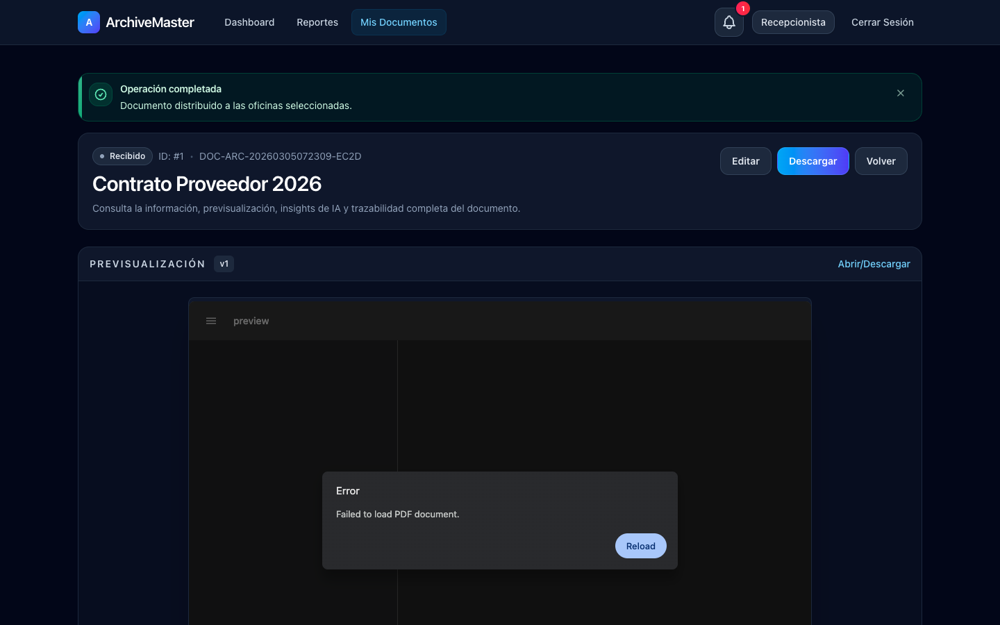 A ArchiveMaster Dashboard Reportes Mis Documentos 1 Recepcionista Cerrar Sesión
Operación completada
Documento distribuido a las oficinas seleccionadas.
Recibido ID: #1 • DOC-ARC-20260305072309-EC2D
Editar Descargar Volver
Contrato Proveedor 2026
Consulta la información, previsualización, insights de IA y trazabilidad completa del documento.
PREVISUALIZACIÓN v1 Abrir/Descargar
preview
Error
Failed to load PDF document.
Reload